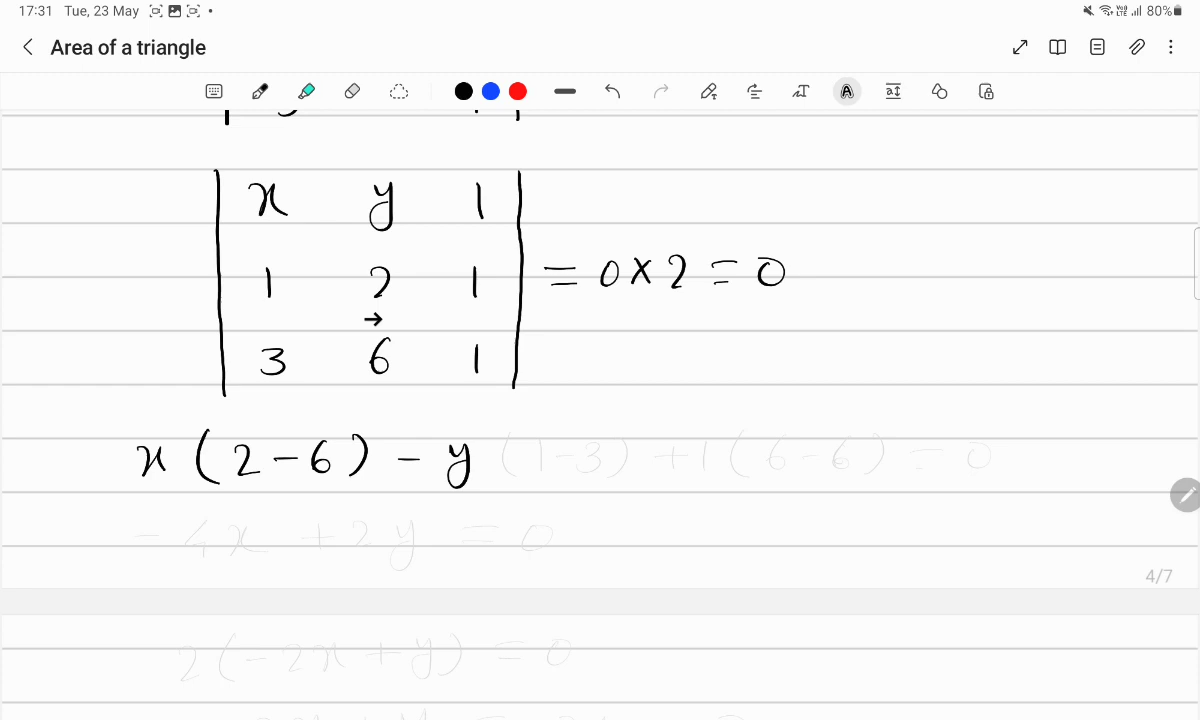 17:31 Tue, 23 May 80%
Area of a triangle
x y 1
1 2 1 = 0 × 2 = 0
→
3 6 1
x (2 - 6) - y (1 - 3) + 1 (6 - 6) = 0
- 4x + 2y = 0
4/7
2 (- 2x + y) = 0